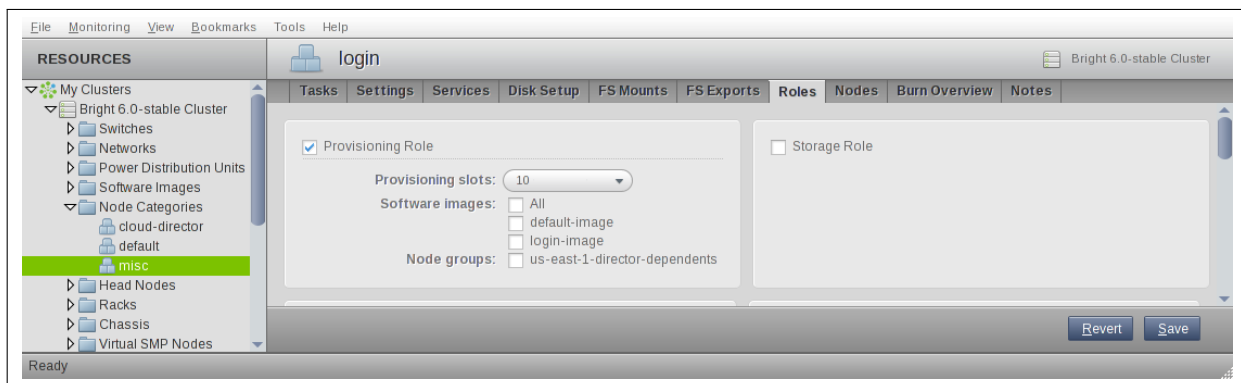 File Monitoring View Bookmarks Tools Help
RESOURCES
login
Bright 6.0-stable Cluster
My Clusters
Bright 6.0-stable Cluster
Switches
Networks
Power Distribution Units
Software Images
Node Categories
cloud-director
default
misc
Head Nodes
Racks
Chassis
Virtual SMP Nodes
Tasks Settings Services Disk Setup FS Mounts FS Exports Roles Nodes Burn Overview Notes
Provisioning Role
Provisioning slots: 10
Software images: All
default-image
login-image
Node groups: us-east-1-director-dependents
Storage Role
Revert Save
Ready